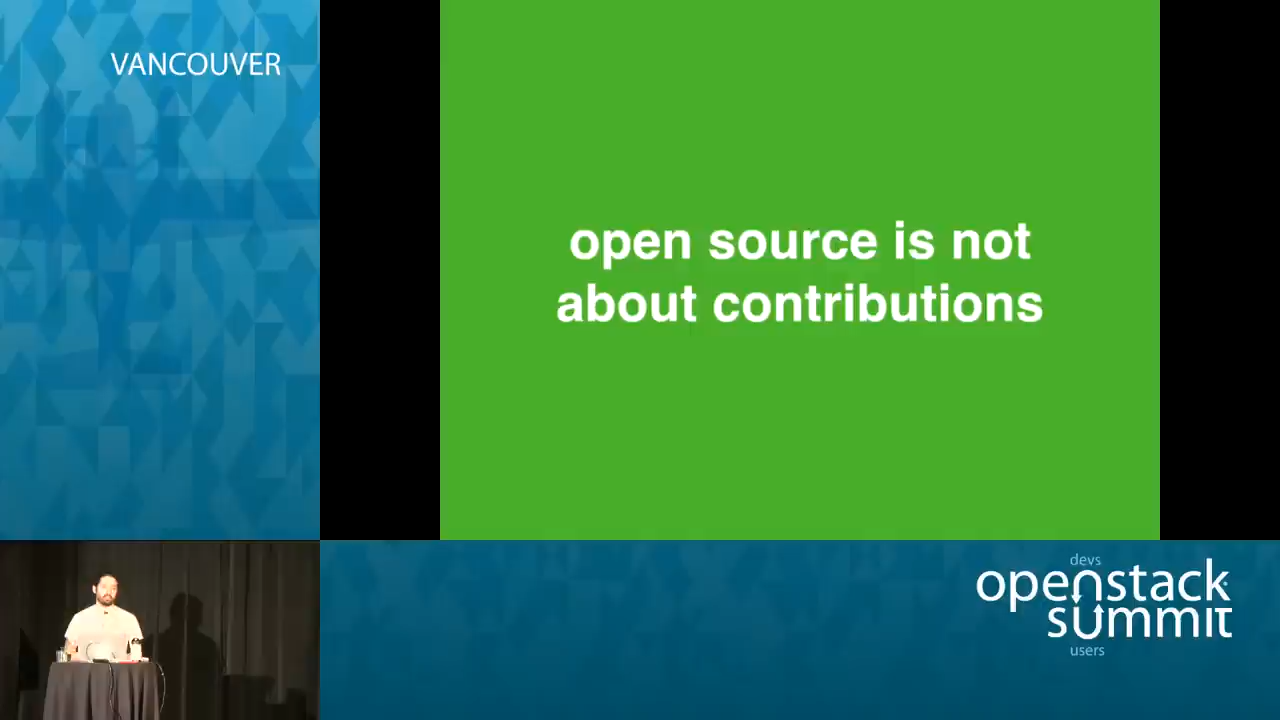 VANCOUVER
open source is not
about contributions
devs
openstack
summit
users